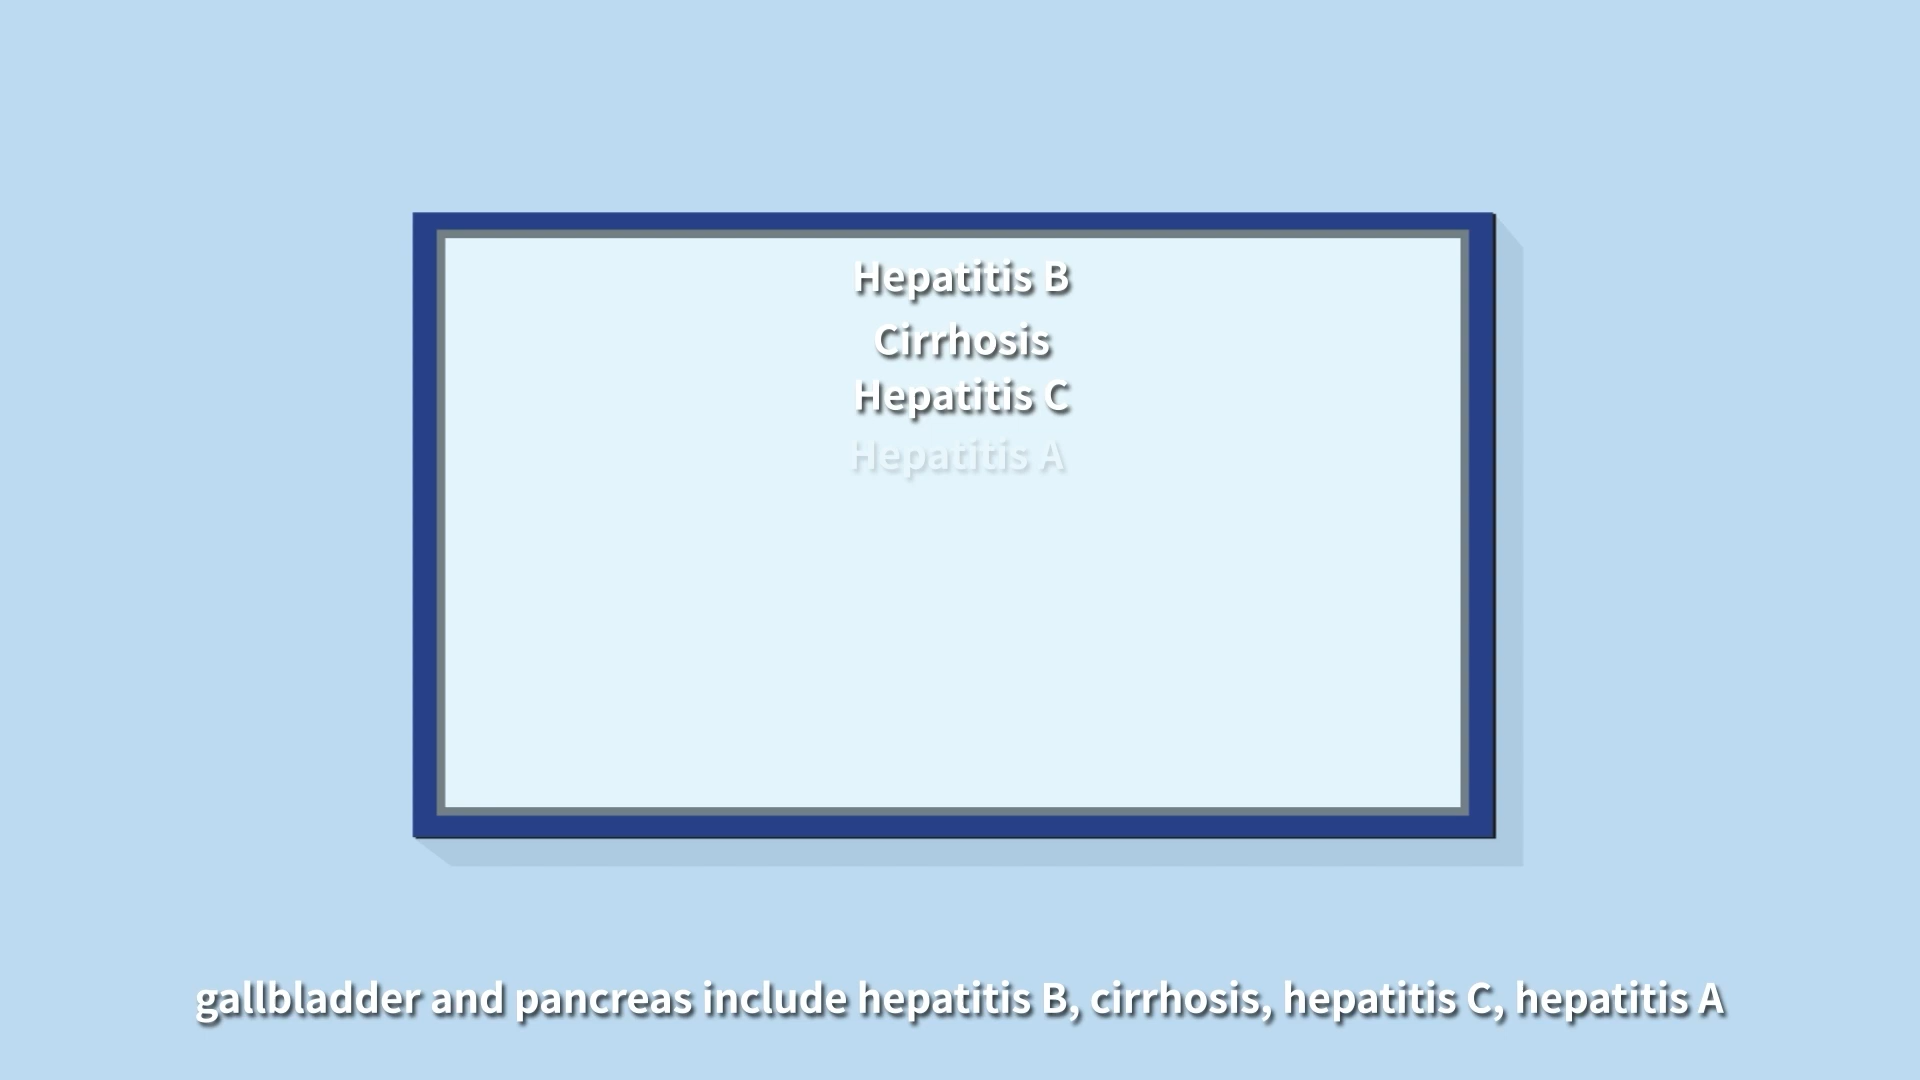 Hepatitis B
Cirrhosis
Hepatitis C
Hepatitis A
gallbladder and pancreas include hepatitis B, cirrhosis, hepatitis C, hepatitis A